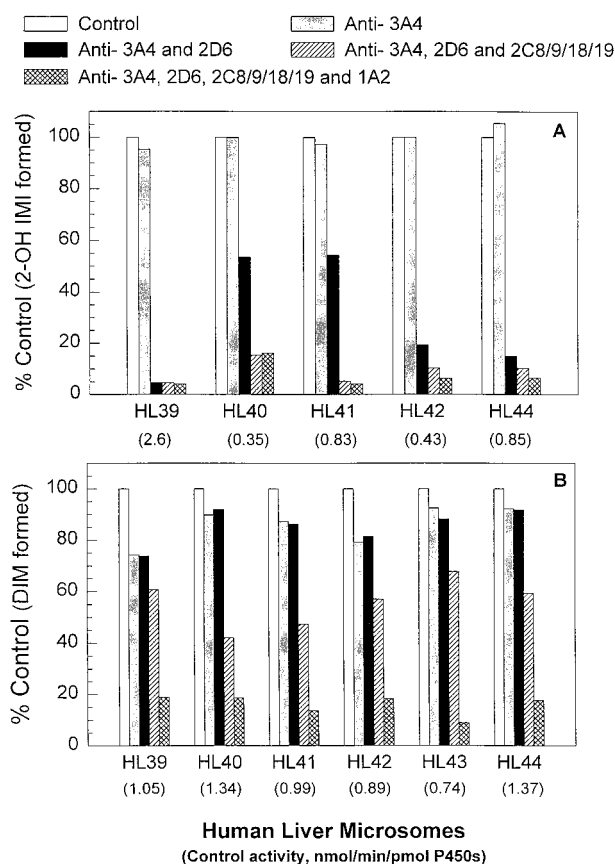 Control
Anti- 3A4
Anti- 3A4 and 2D6
Anti- 3A4, 2D6 and 2C8/9/18/19
Anti- 3A4, 2D6, 2C8/9/18/19 and 1A2
A
% Control (2-OH IMI formed)
100
80
60
40
20
0
HL39 HL40 HL41 HL42 HL44
(2.6) (0.35) (0.83) (0.43) (0.85)
B
% Control (DIM formed)
100
80
60
40
20
0
HL39 HL40 HL41 HL42 HL43 HL44
(1.05) (1.34) (0.99) (0.89) (0.74) (1.37)
Human Liver Microsomes
(Control activity, nmol/min/pmol P450s)